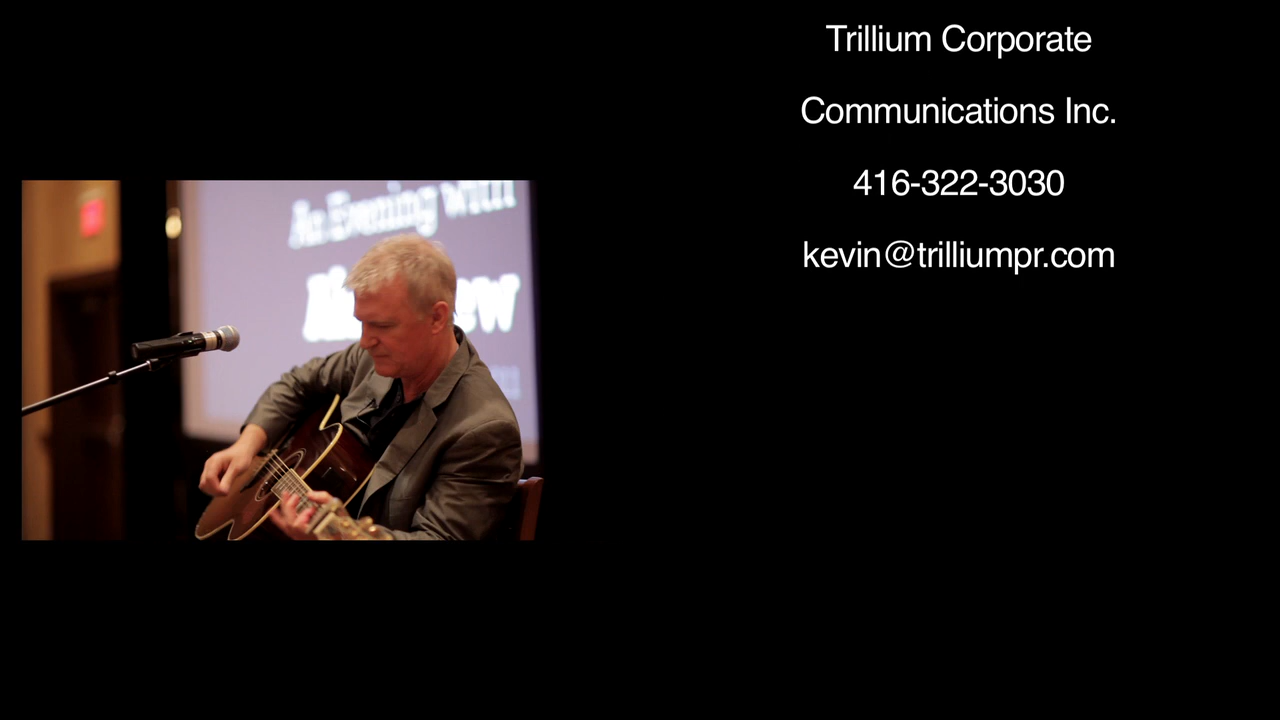 Trillium Corporate
Communications Inc.
416-322-3030
kevin@trilliumpr.com
An Evening with